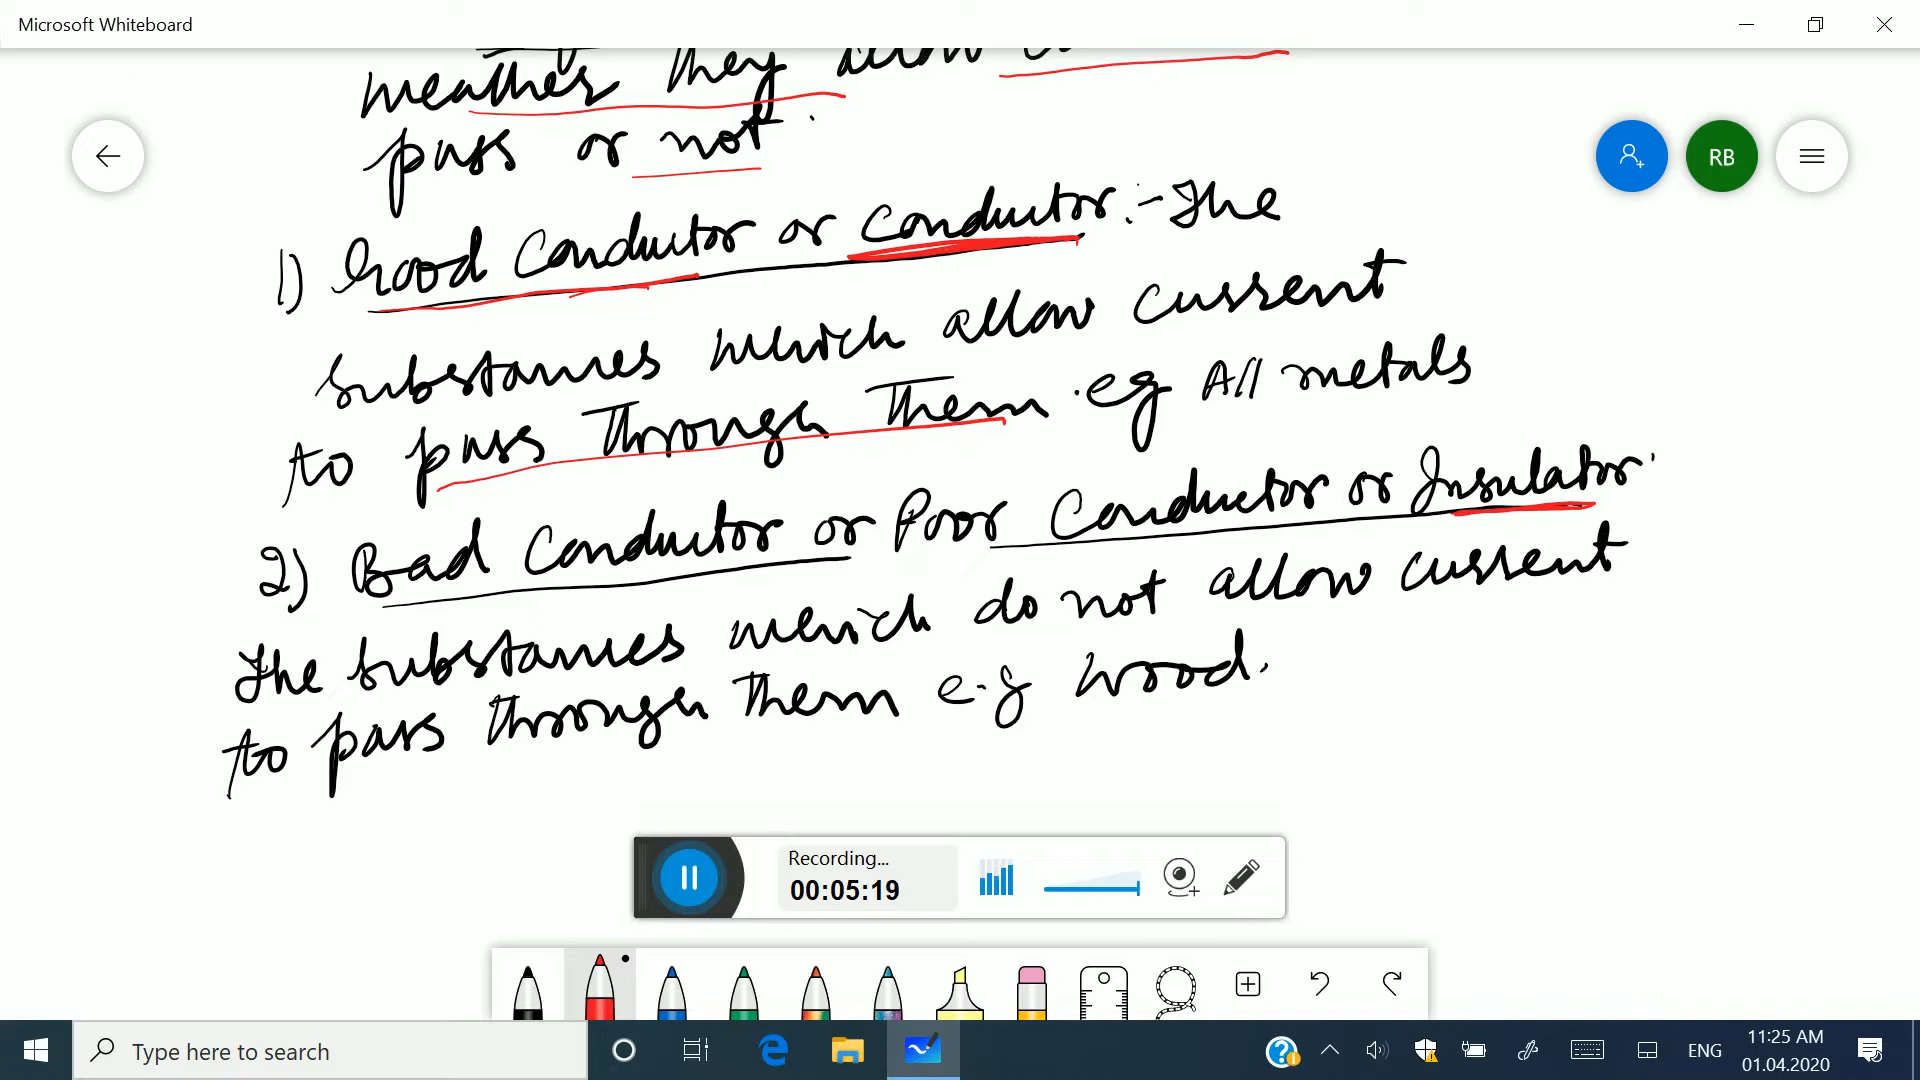 Microsoft Whiteboard
weather they allow
pass or not.
RB
1) Good Conductor or Conductor :- The
substances which allow current
to pass through them . eg All metals
2) Bad Conductor or Poor Conductor or Insulator.
The substances which do not allow current
to pass through them e.g wood.
Recording...
00:05:19
Type here to search
ENG
11:25 AM
01.04.2020